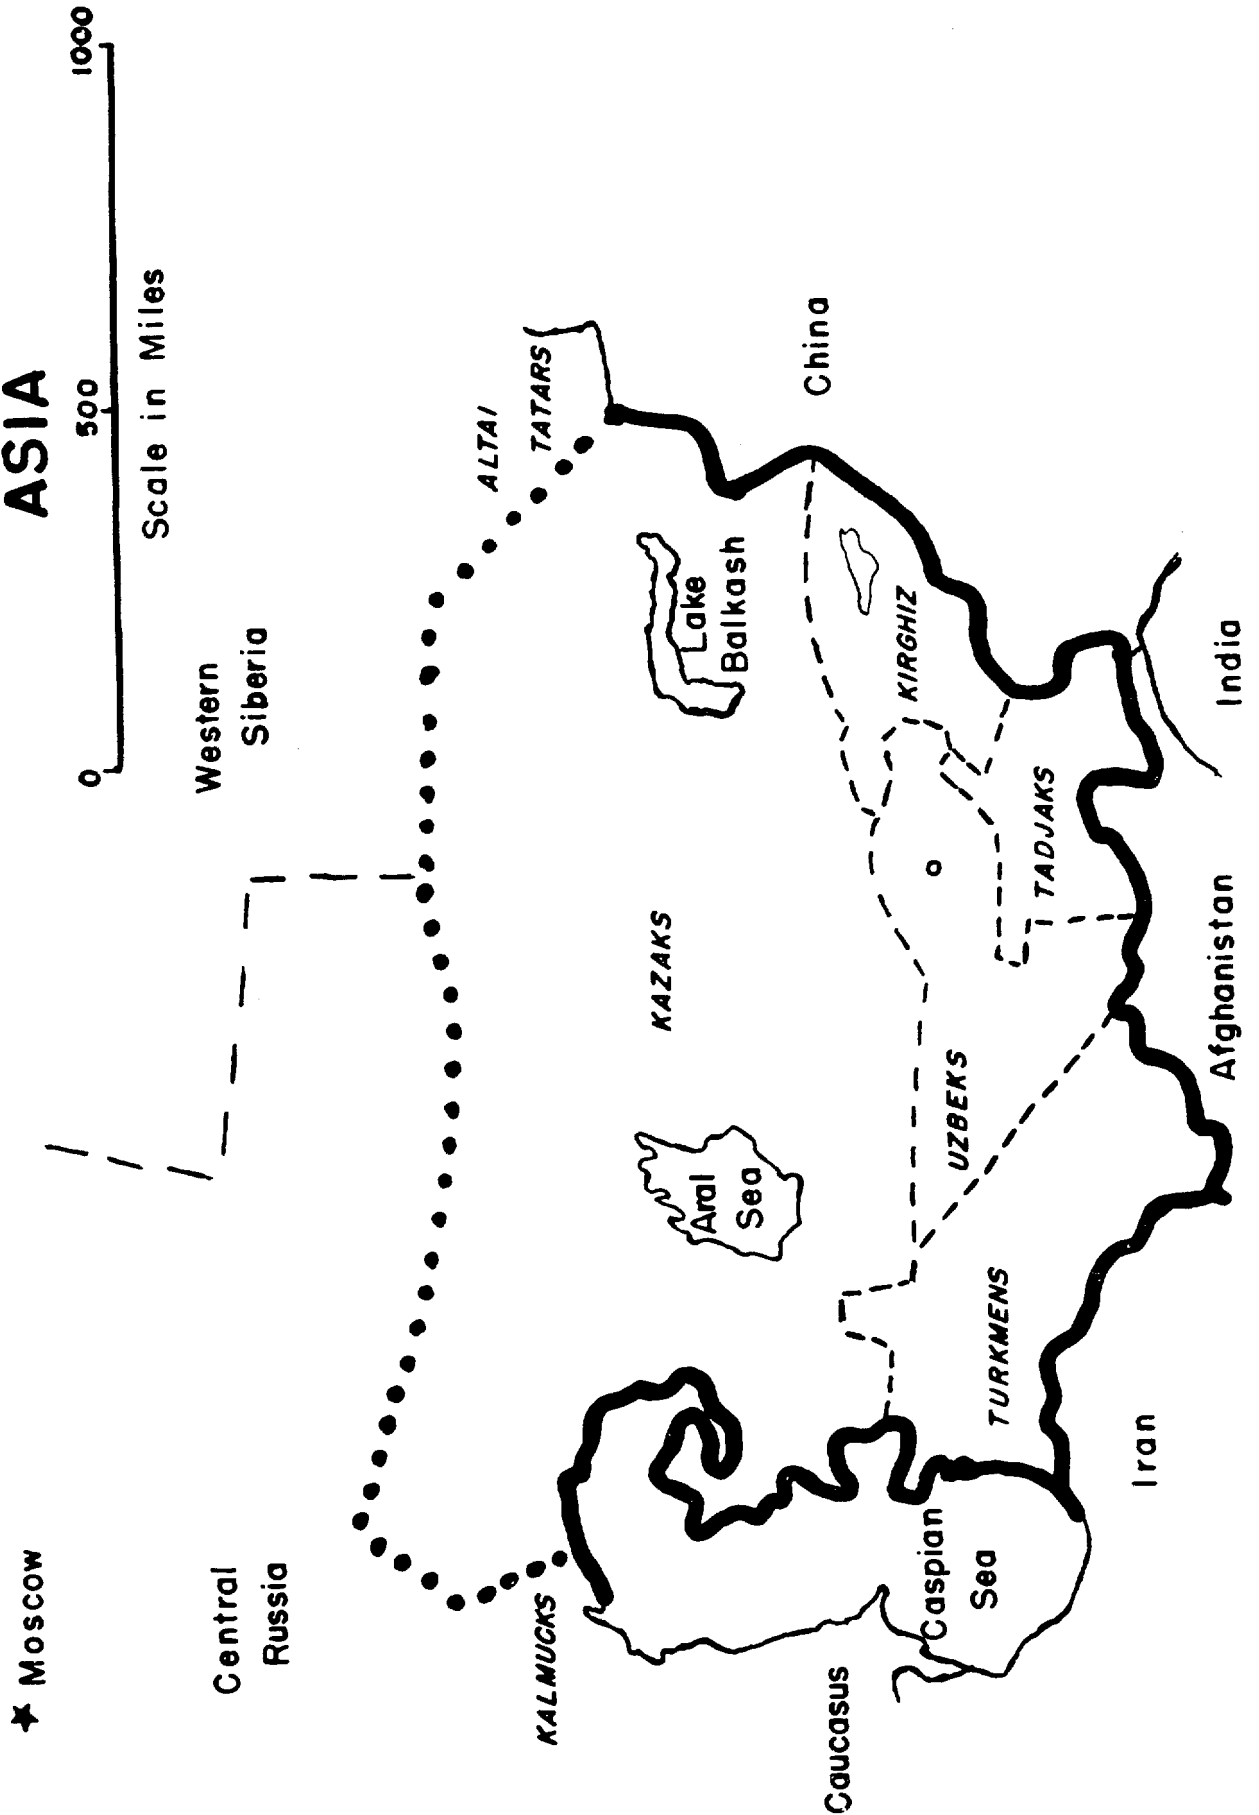 ASIA
0 500 1000
Scale in Miles
★ Moscow
Western
Siberia
Central
Russia
ALTAI
TATARS
KALMUCKS
KAZAKS
Lake
Balkash
Aral
Sea
China
Caucasus
KIRGHIZ
UZBEKS
Caspian
Sea
TURKMENS
TADJAKS
Iran
Afghanistan
India